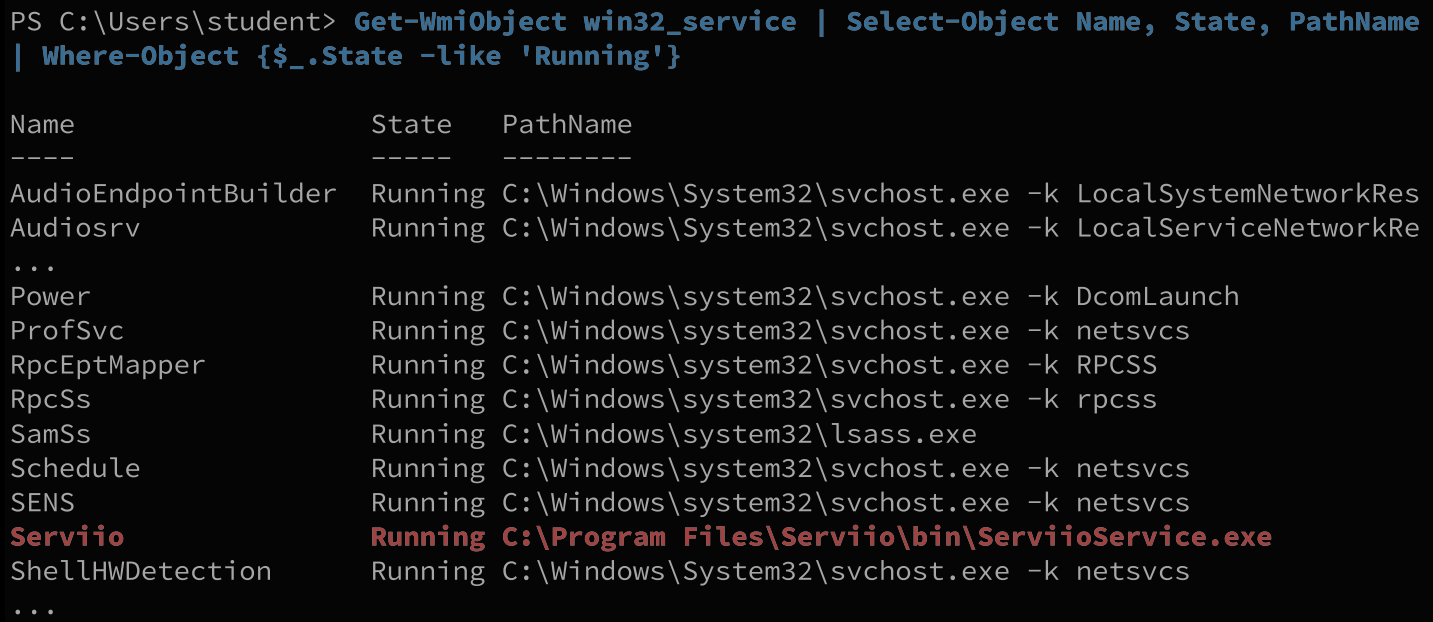 PS C:\Users\student> Get-WmiObject win32_service | Select-Object Name, State, PathName
| Where-Object {$_.State -like 'Running'}
Name State PathName
---- ----- --------
AudioEndpointBuilder Running C:\Windows\System32\svchost.exe -k LocalSystemNetworkRes
Audiosrv Running C:\Windows\System32\svchost.exe -k LocalServiceNetworkRe
...
Power Running C:\Windows\system32\svchost.exe -k DcomLaunch
ProfSvc Running C:\Windows\system32\svchost.exe -k netsvcs
RpcEptMapper Running C:\Windows\system32\svchost.exe -k RPCSS
RpcSs Running C:\Windows\system32\svchost.exe -k rpcss
SamSs Running C:\Windows\system32\lsass.exe
Schedule Running C:\Windows\system32\svchost.exe -k netsvcs
SENS Running C:\Windows\system32\svchost.exe -k netsvcs
Serviio Running C:\Program Files\Serviio\bin\ServiioService.exe
ShellHWDetection Running C:\Windows\System32\svchost.exe -k netsvcs
...